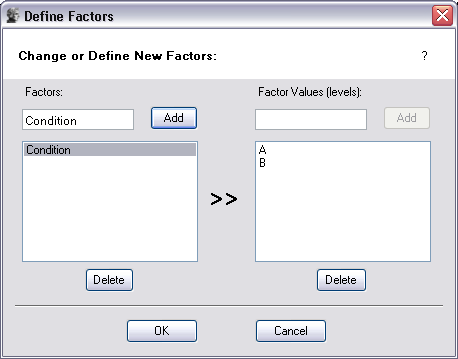 Define Factors
Change or Define New Factors: ?
Factors: Factor Values (levels):
Condition Add Add
Condition A
B
>>
Delete Delete
OK Cancel